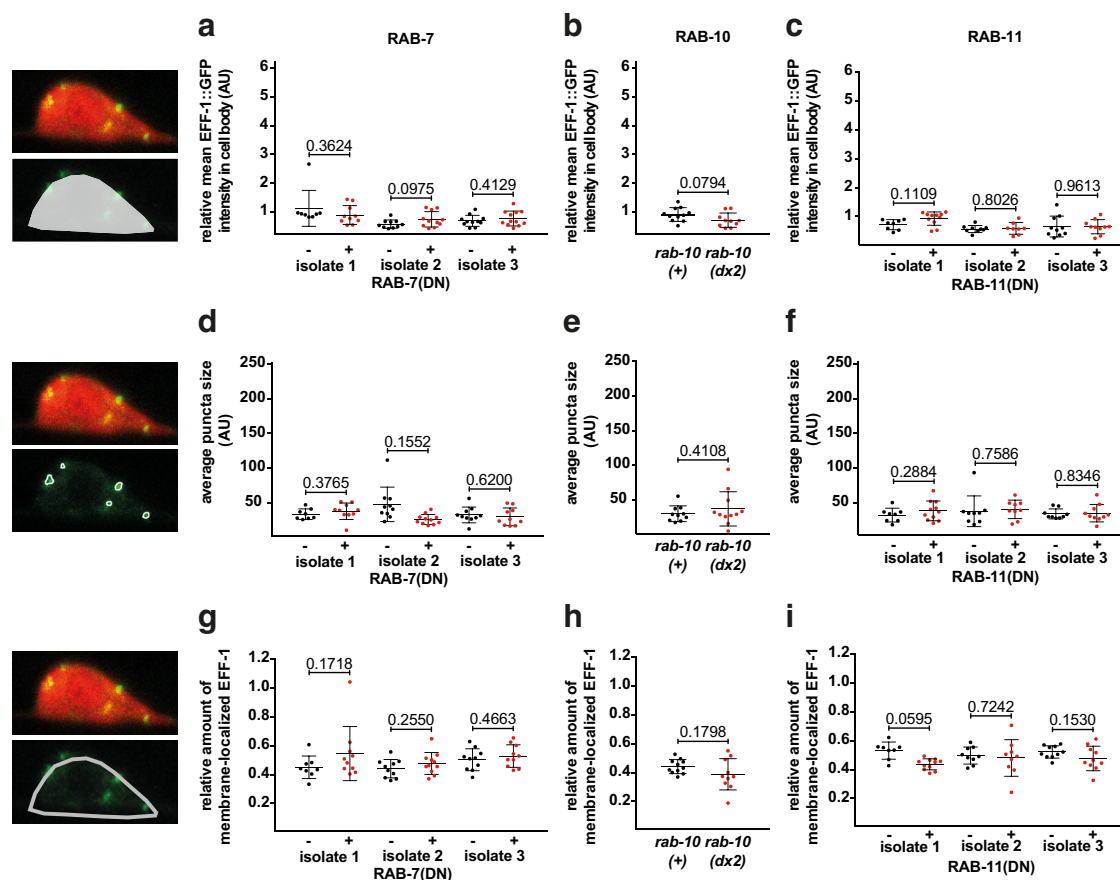 a
b
c
RAB-7
RAB-10
RAB-11
relative mean EFF-1::GFP
intensity in cell body (AU)
6
5
4
3
2
1
0.3624
0.0975
0.4129
- + - + - +
isolate 1 isolate 2 isolate 3
RAB-7(DN)
relative mean EFF-1::GFP
intensity in cell body (AU)
6
5
4
3
2
1
0.0794
rab-10 rab-10
(+) (dx2)
relative mean EFF-1::GFP
intensity in cell body (AU)
6
5
4
3
2
1
0.1109
0.8026
0.9613
- + - + - +
isolate 1 isolate 2 isolate 3
RAB-11(DN)
d
e
f
average puncta size
(AU)
250
200
150
100
50
0.3765
0.1552
0.6200
- + - + - +
isolate 1 isolate 2 isolate 3
RAB-7(DN)
average puncta size
(AU)
250
200
150
100
50
0.4108
rab-10 rab-10
(+) (dx2)
average puncta size
(AU)
250
200
150
100
50
0.2884
0.7586
0.8346
- + - + - +
isolate 1 isolate 2 isolate 3
RAB-11(DN)
g
h
i
relative amount of
membrane-localized EFF-1
1.2
1.0
0.8
0.6
0.4
0.2
0.1718
0.2550
0.4663
- + - + - +
isolate 1 isolate 2 isolate 3
RAB-7(DN)
relative amount of
membrane-localized EFF-1
1.2
1.0
0.8
0.6
0.4
0.2
0.1798
rab-10 rab-10
(+) (dx2)
relative amount of
membrane-localized EFF-1
1.2
1.0
0.8
0.6
0.4
0.2
0.0595
0.7242
0.1530
- + - + - +
isolate 1 isolate 2 isolate 3
RAB-11(DN)